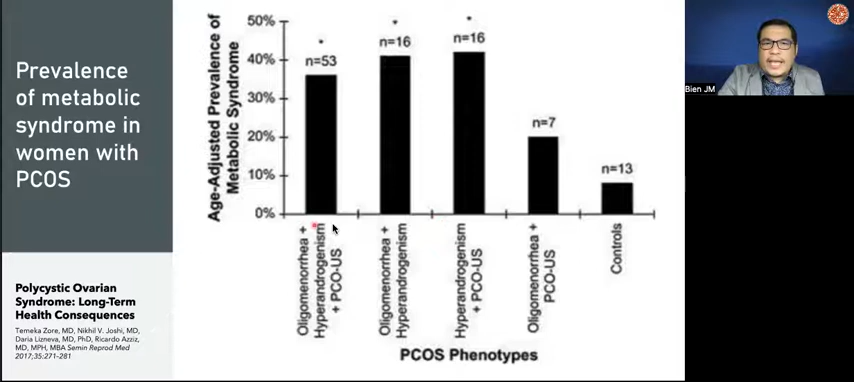 Prevalence
of metabolic
syndrome in
women with
PCOS
Polycystic Ovarian
Syndrome: Long-Term
Health Consequences
Temeka Zore, MD, Nikhil V. Joshi, MD,
Daria Lizneva, MD, PhD, Ricardo Azziz,
MD, MPH, MBA Semin Reprod Med
2017;35:271-281
Age-Adjusted Prevalence of
Metabolic Syndrome
50%
40%
30%
20%
10%
0%
*
n=53
*
n=16
*
n=16
n=7
n=13
Oligomenorrhea +
Hyperandrogenism
+ PCO-US
Oligomenorrhea +
Hyperandrogenism
Hyperandrogenism
+ PCO-US
Oligomenorrhea +
PCO-US
Controls
PCOS Phenotypes
Bien JM